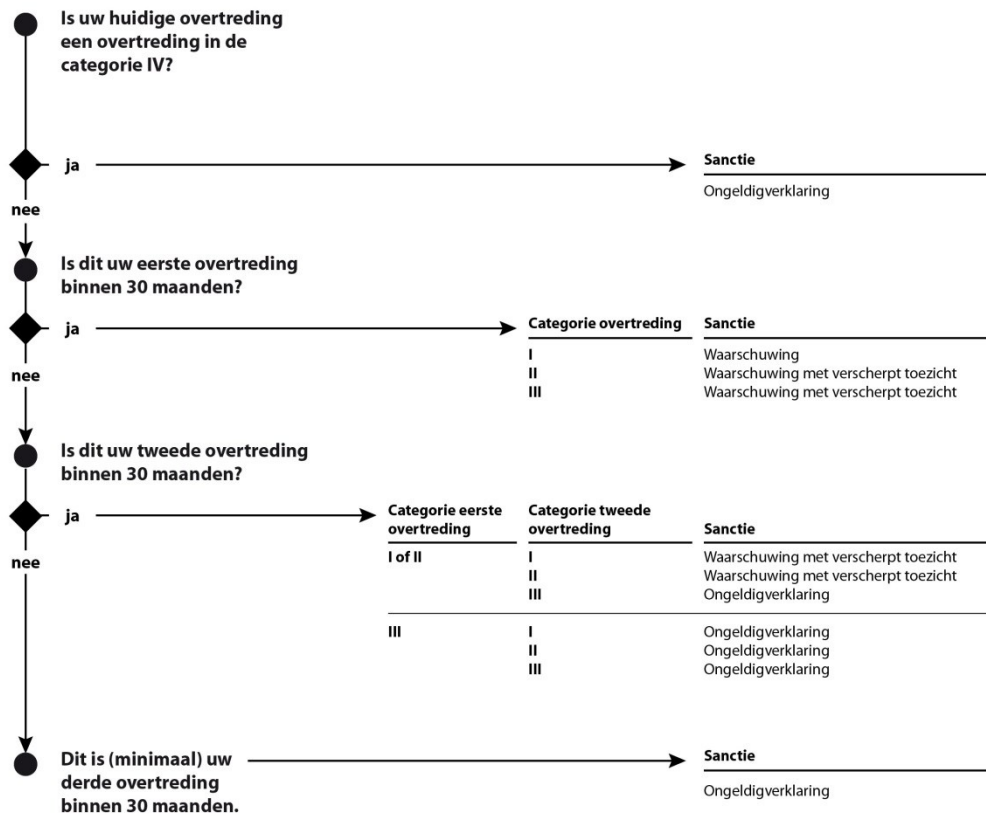 Is uw huidige overtreding
een overtreding in de
categorie IV?
ja
Sanctie
Ongeldigverklaring
nee
Is dit uw eerste overtreding
binnen 30 maanden?
ja
Categorie overtreding Sanctie
I Waarschuwing
II Waarschuwing met verscherpt toezicht
III Waarschuwing met verscherpt toezicht
nee
Is dit uw tweede overtreding
binnen 30 maanden?
ja
Categorie eerste Categorie tweede
overtreding overtreding Sanctie
I of II I Waarschuwing met verscherpt toezicht
II Waarschuwing met verscherpt toezicht
III Ongeldigverklaring
III I Ongeldigverklaring
II Ongeldigverklaring
III Ongeldigverklaring
nee
Dit is (minimaal) uw
derde overtreding
binnen 30 maanden.
Sanctie
Ongeldigverklaring